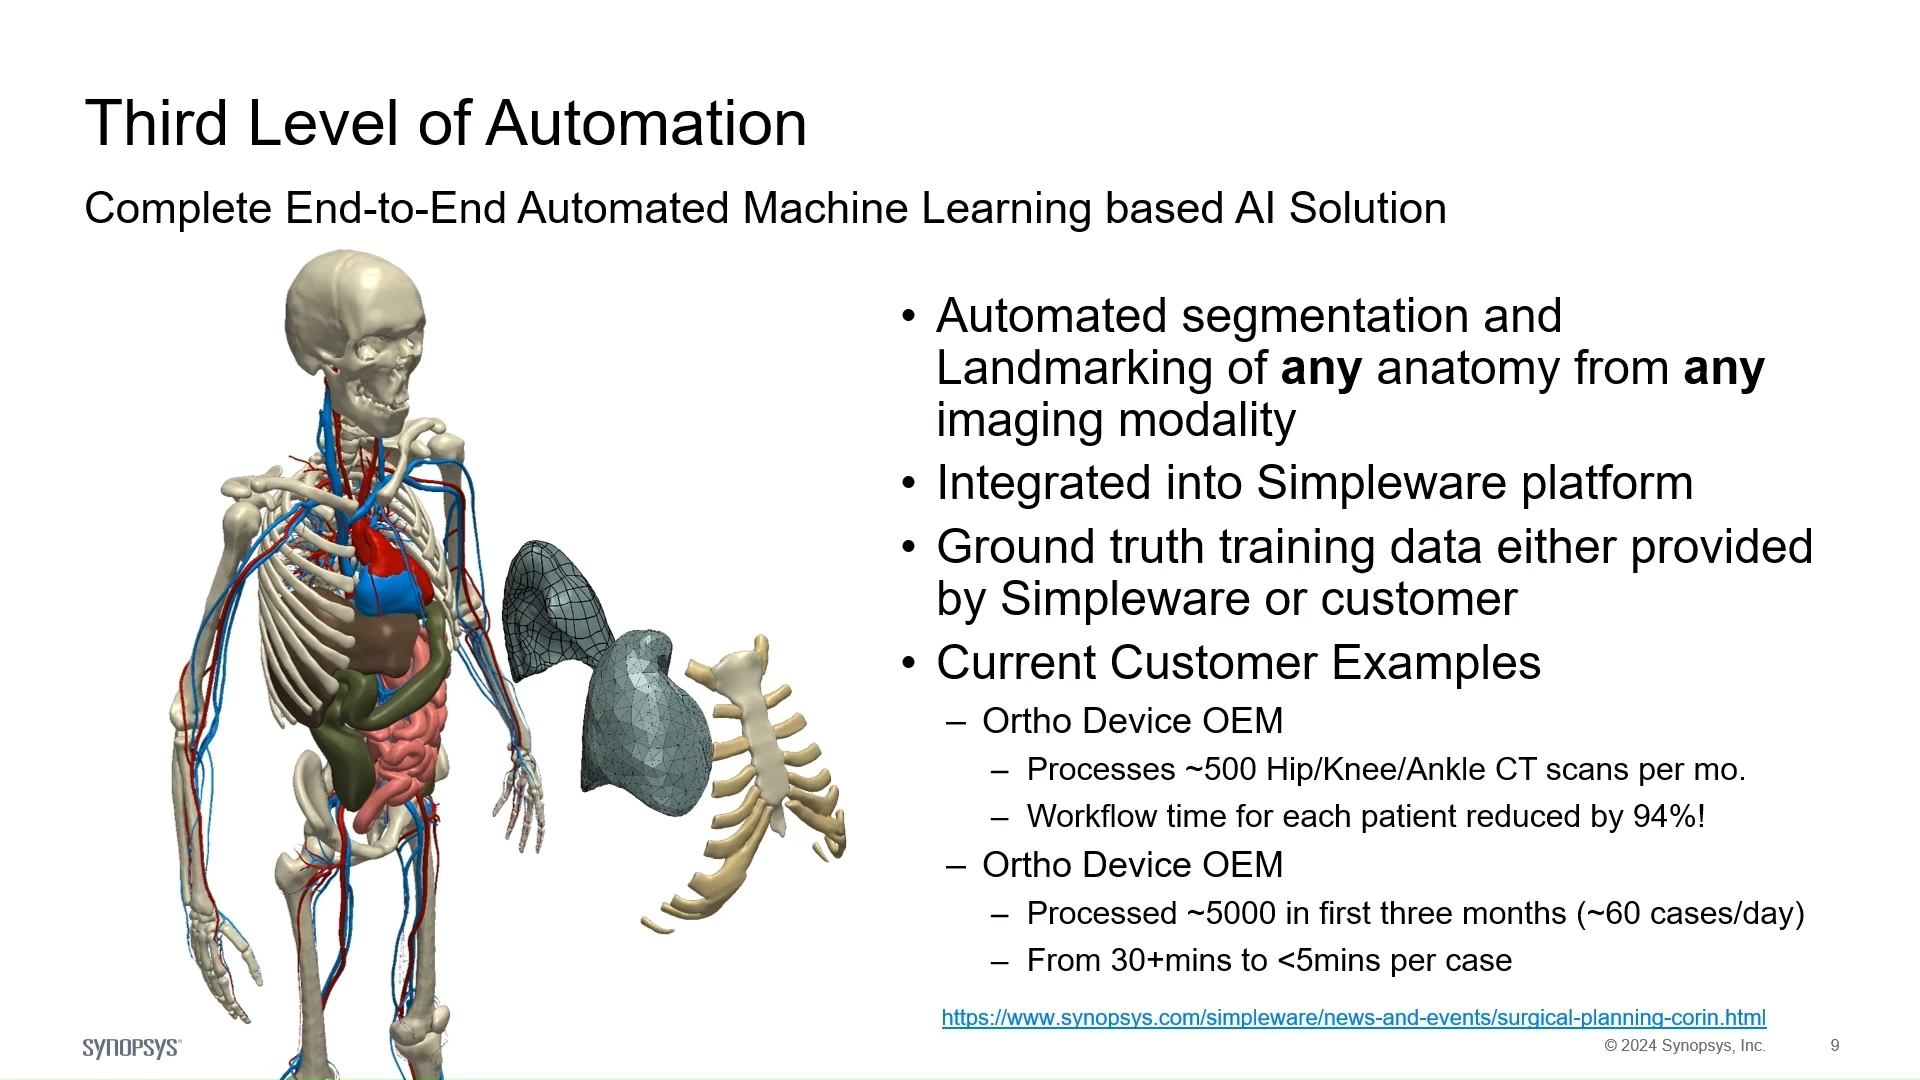 Third Level of Automation
Complete End-to-End Automated Machine Learning based AI Solution
• Automated segmentation and
Landmarking of any anatomy from any
imaging modality
• Integrated into Simpleware platform
• Ground truth training data either provided
by Simpleware or customer
• Current Customer Examples
– Ortho Device OEM
– Processes ~500 Hip/Knee/Ankle CT scans per mo.
– Workflow time for each patient reduced by 94%!
– Ortho Device OEM
– Processed ~5000 in first three months (~60 cases/day)
– From 30+mins to <5mins per case
https://www.synopsys.com/simpleware/news-and-events/surgical-planning-corin.html
SYNOPSYS®
© 2024 Synopsys, Inc.
9